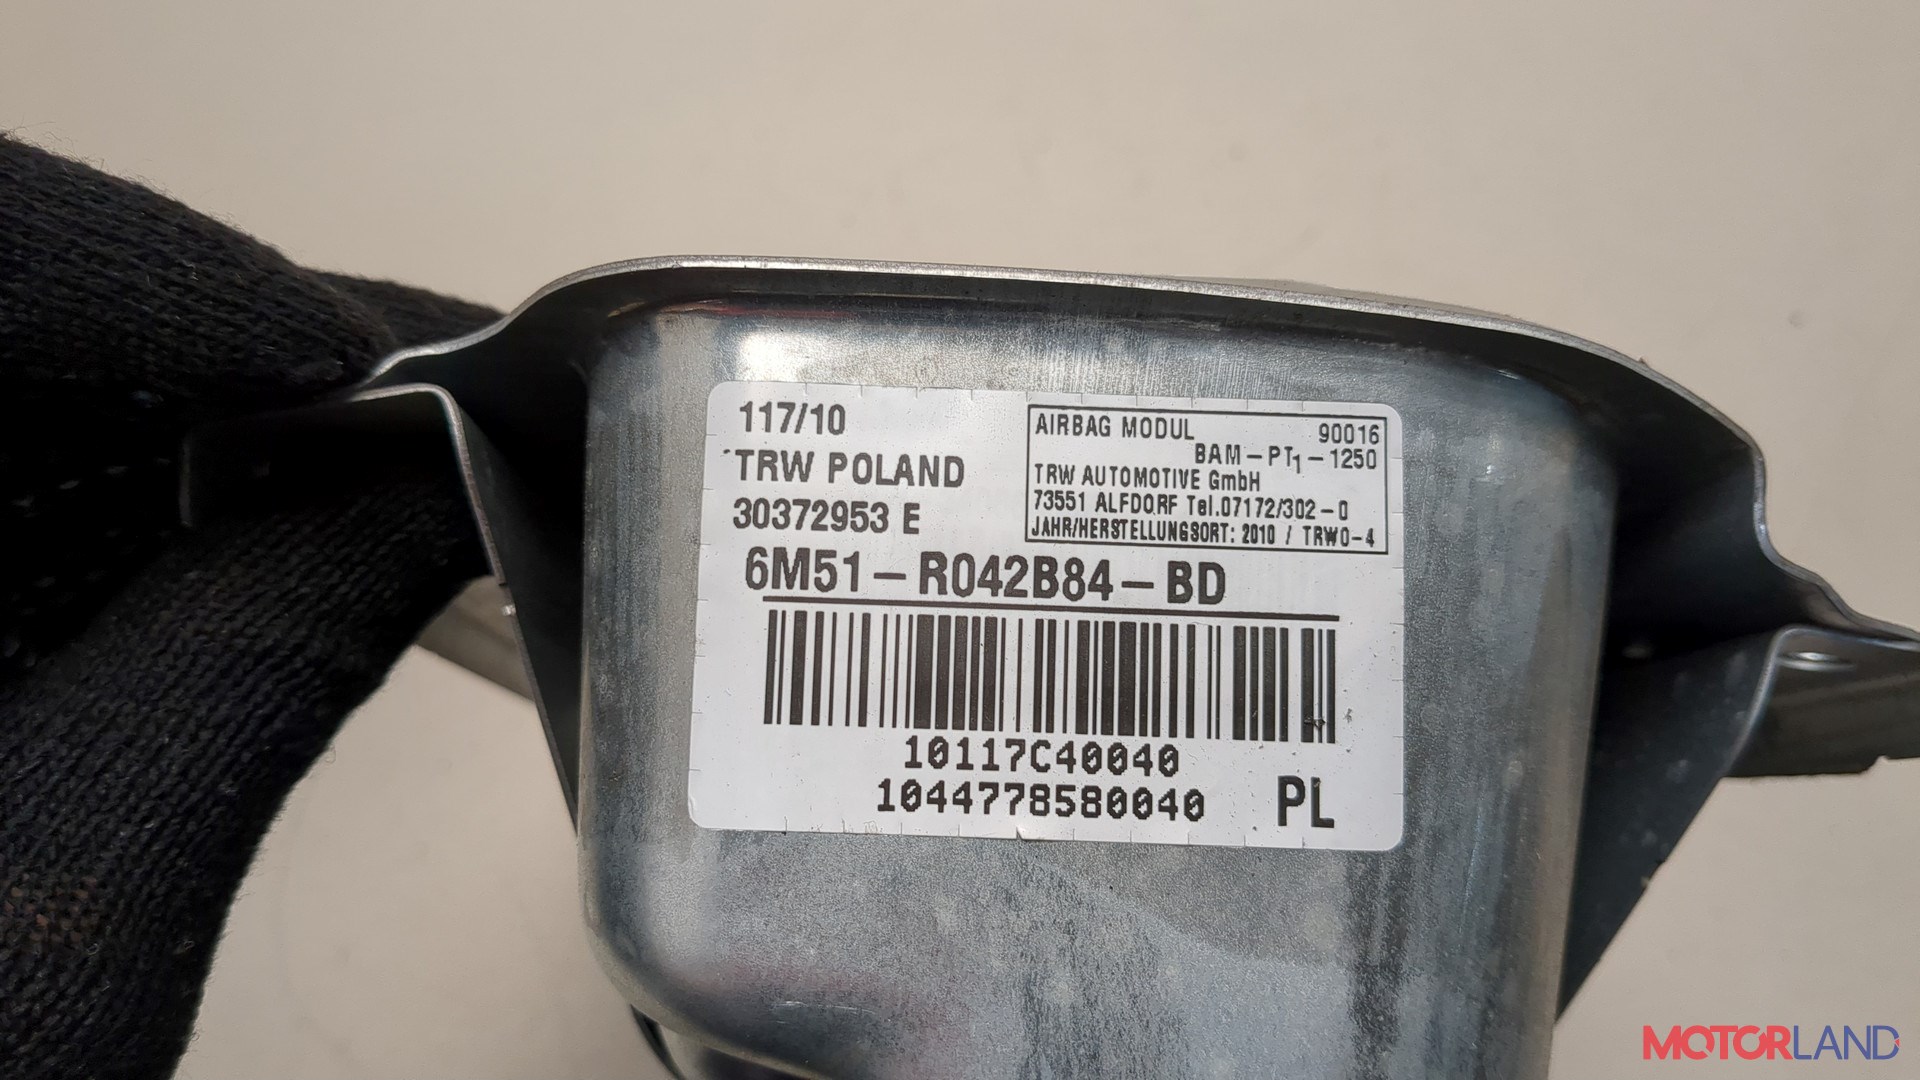 117/10
TRW POLAND
30372953 E
AIRBAG MODUL 90016
BAM-PT1-1250
TRW AUTOMOTIVE GmbH
73551 ALFDORF Tel.07172/302-0
JAHR/HERSTELLUNGSORT: 2010 / TRW0-4
6M51-R042B84-BD
10117C40040
1044778580040 PL
MOTORLAND